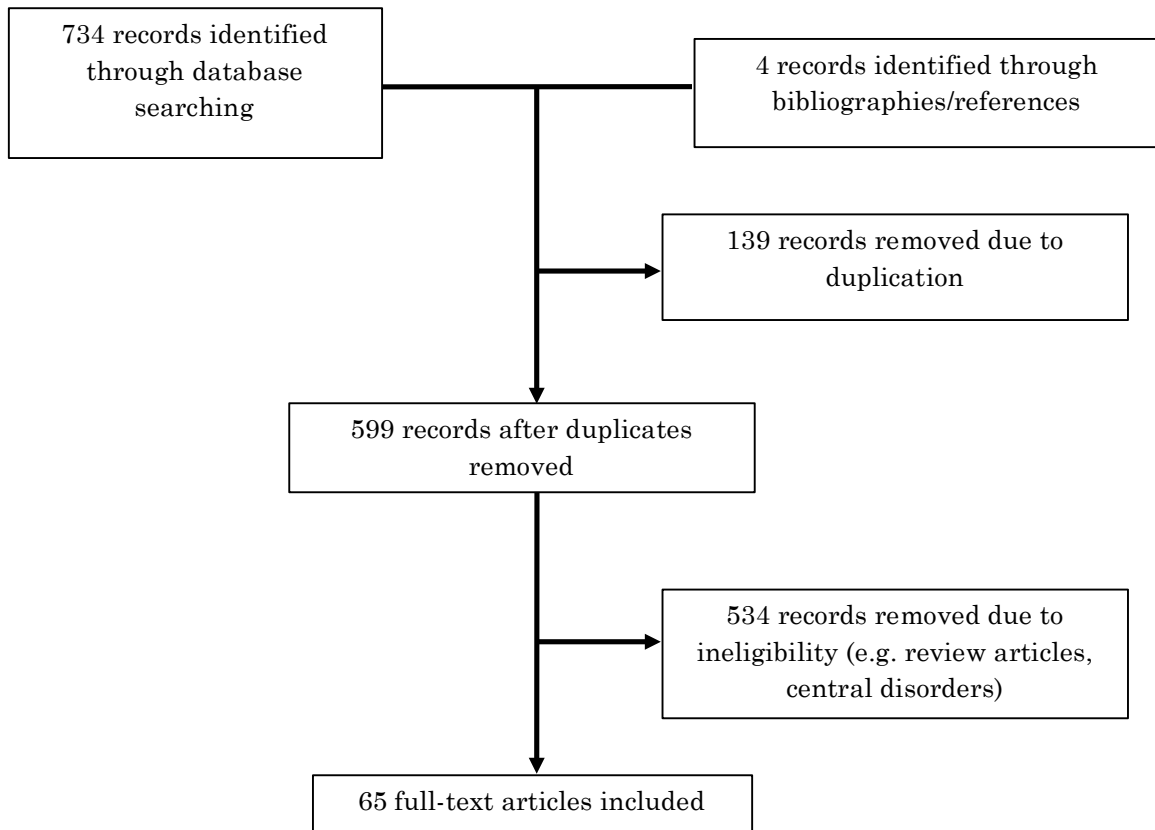 734 records identified
through database
searching
4 records identified through
bibliographies/references
139 records removed due to
duplication
599 records after duplicates
removed
534 records removed due to
ineligibility (e.g. review articles,
central disorders)
65 full-text articles included